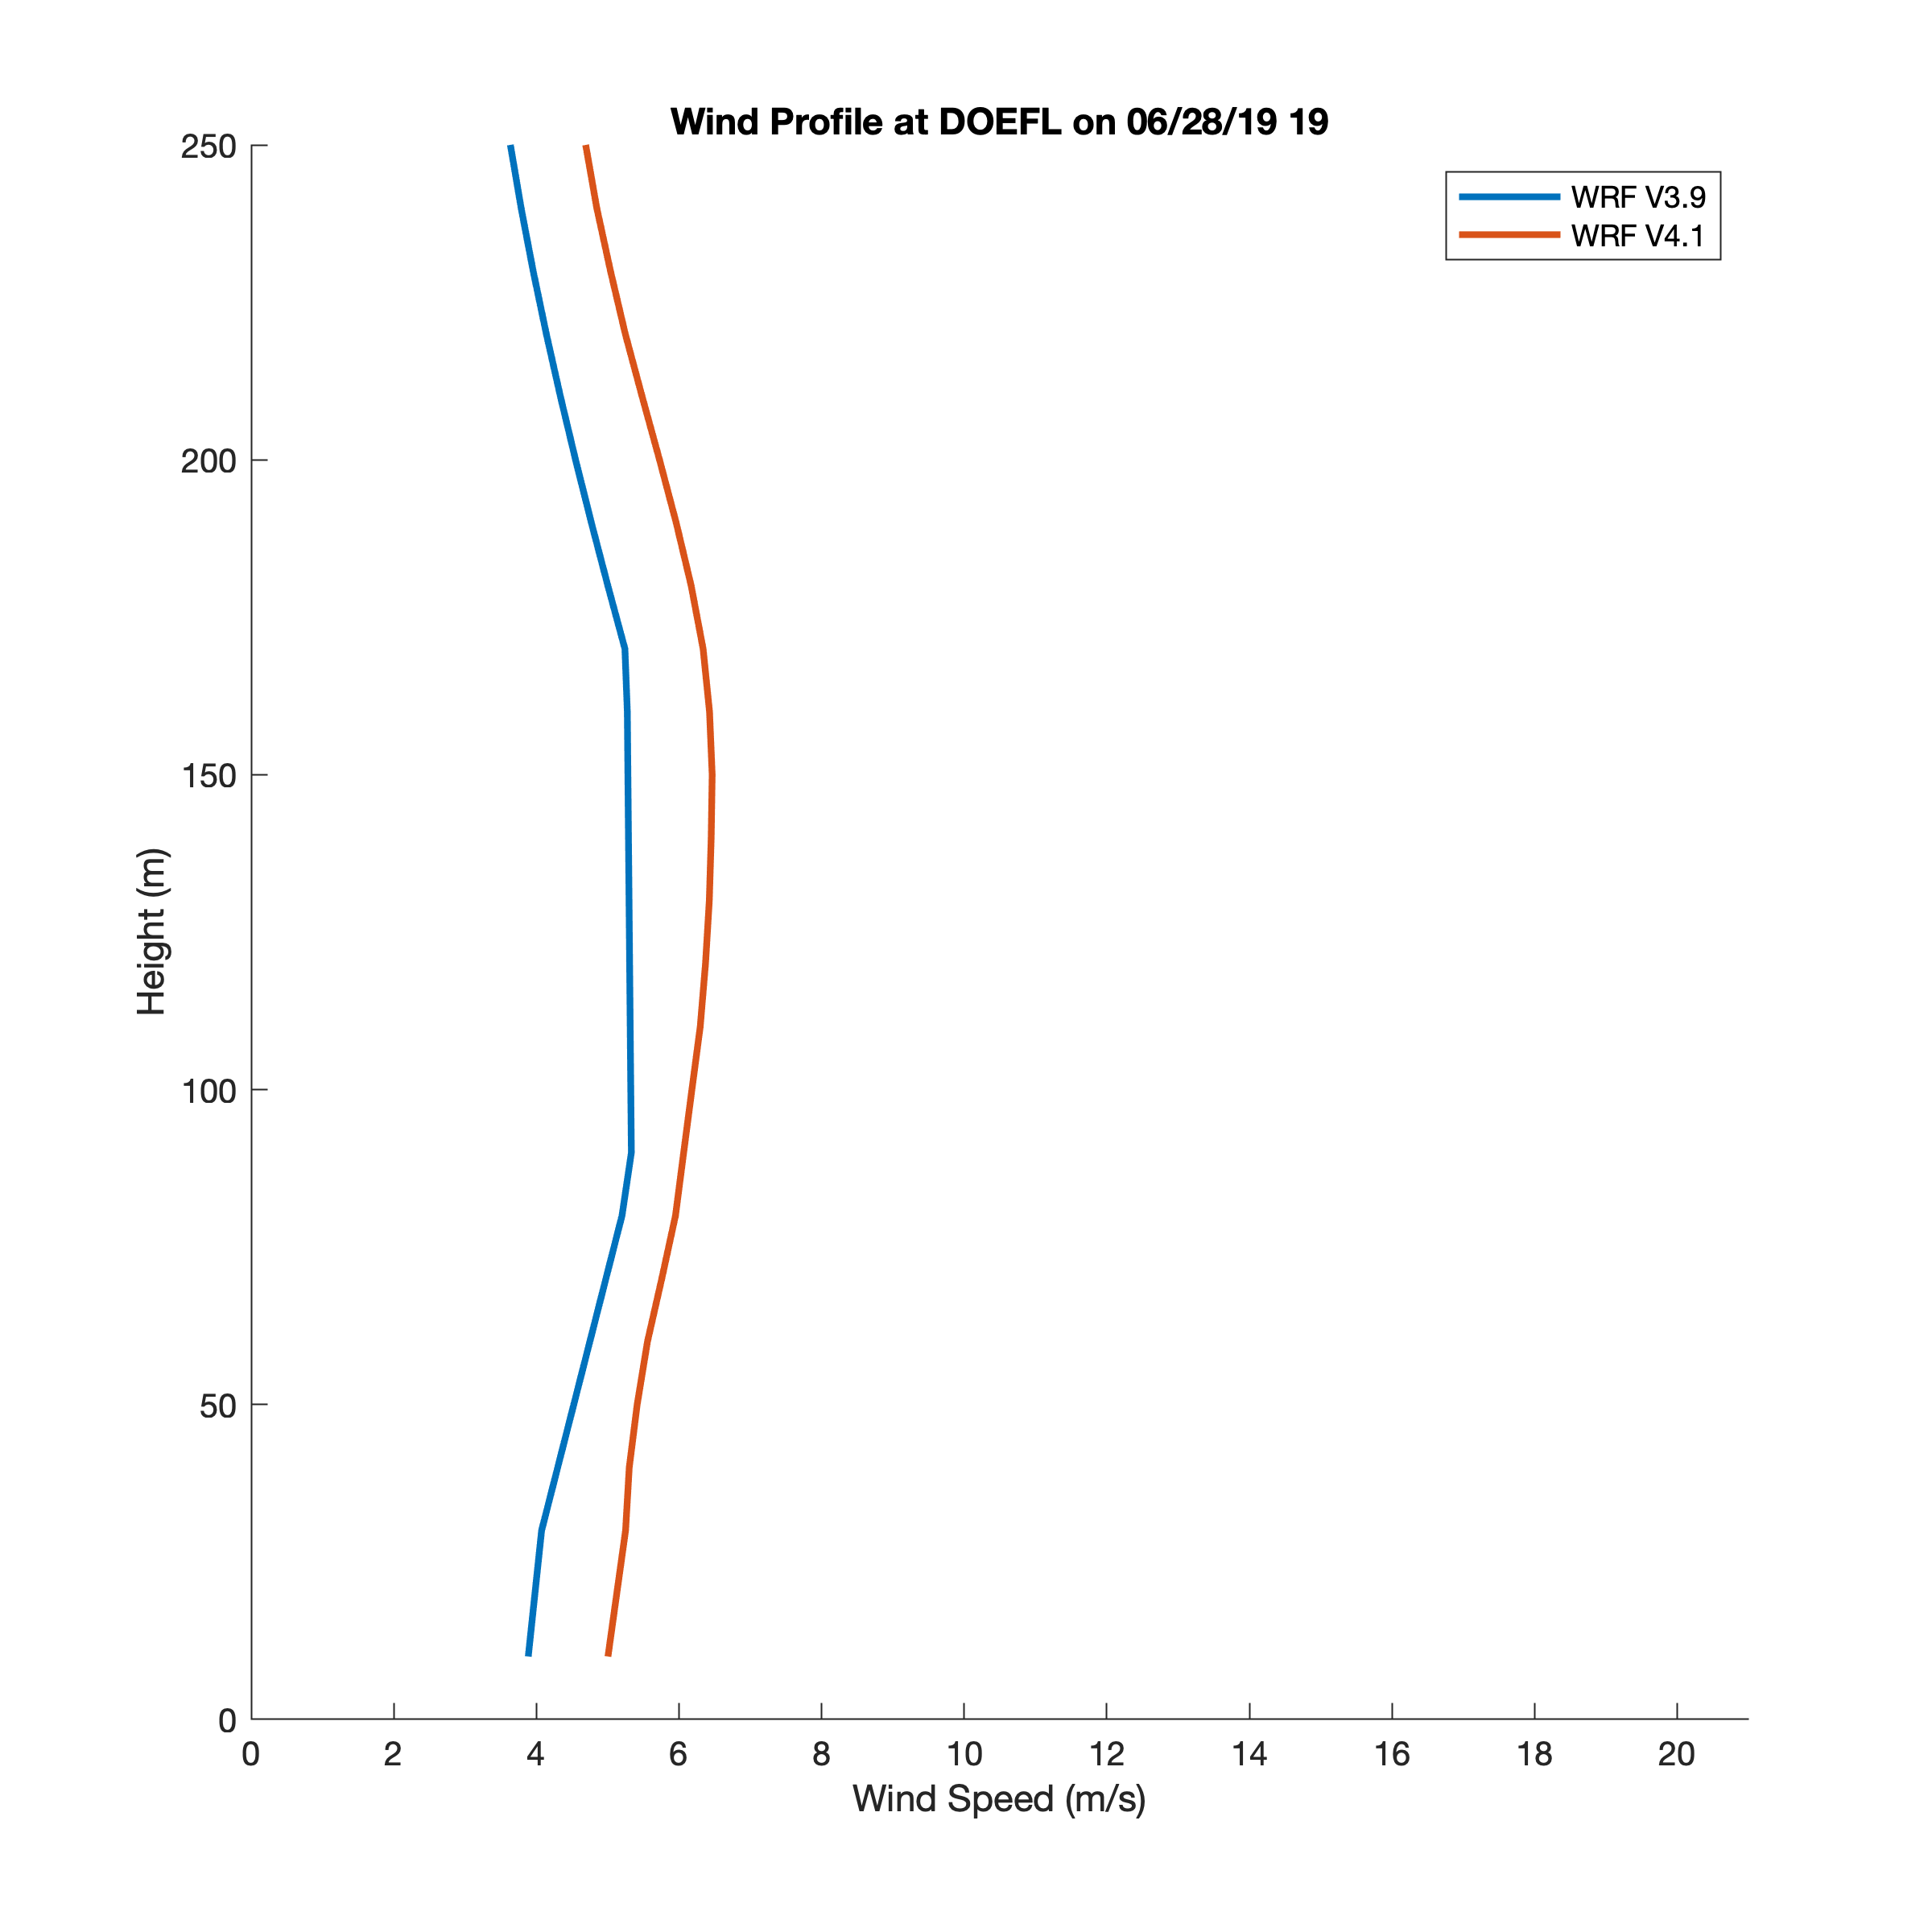 Wind Profile at DOEFL on 06/28/19 19
WRF V3.9
WRF V4.1
250
200
150
100
50
0
Height (m)
0 2 4 6 8 10 12 14 16 18 20
Wind Speed (m/s)